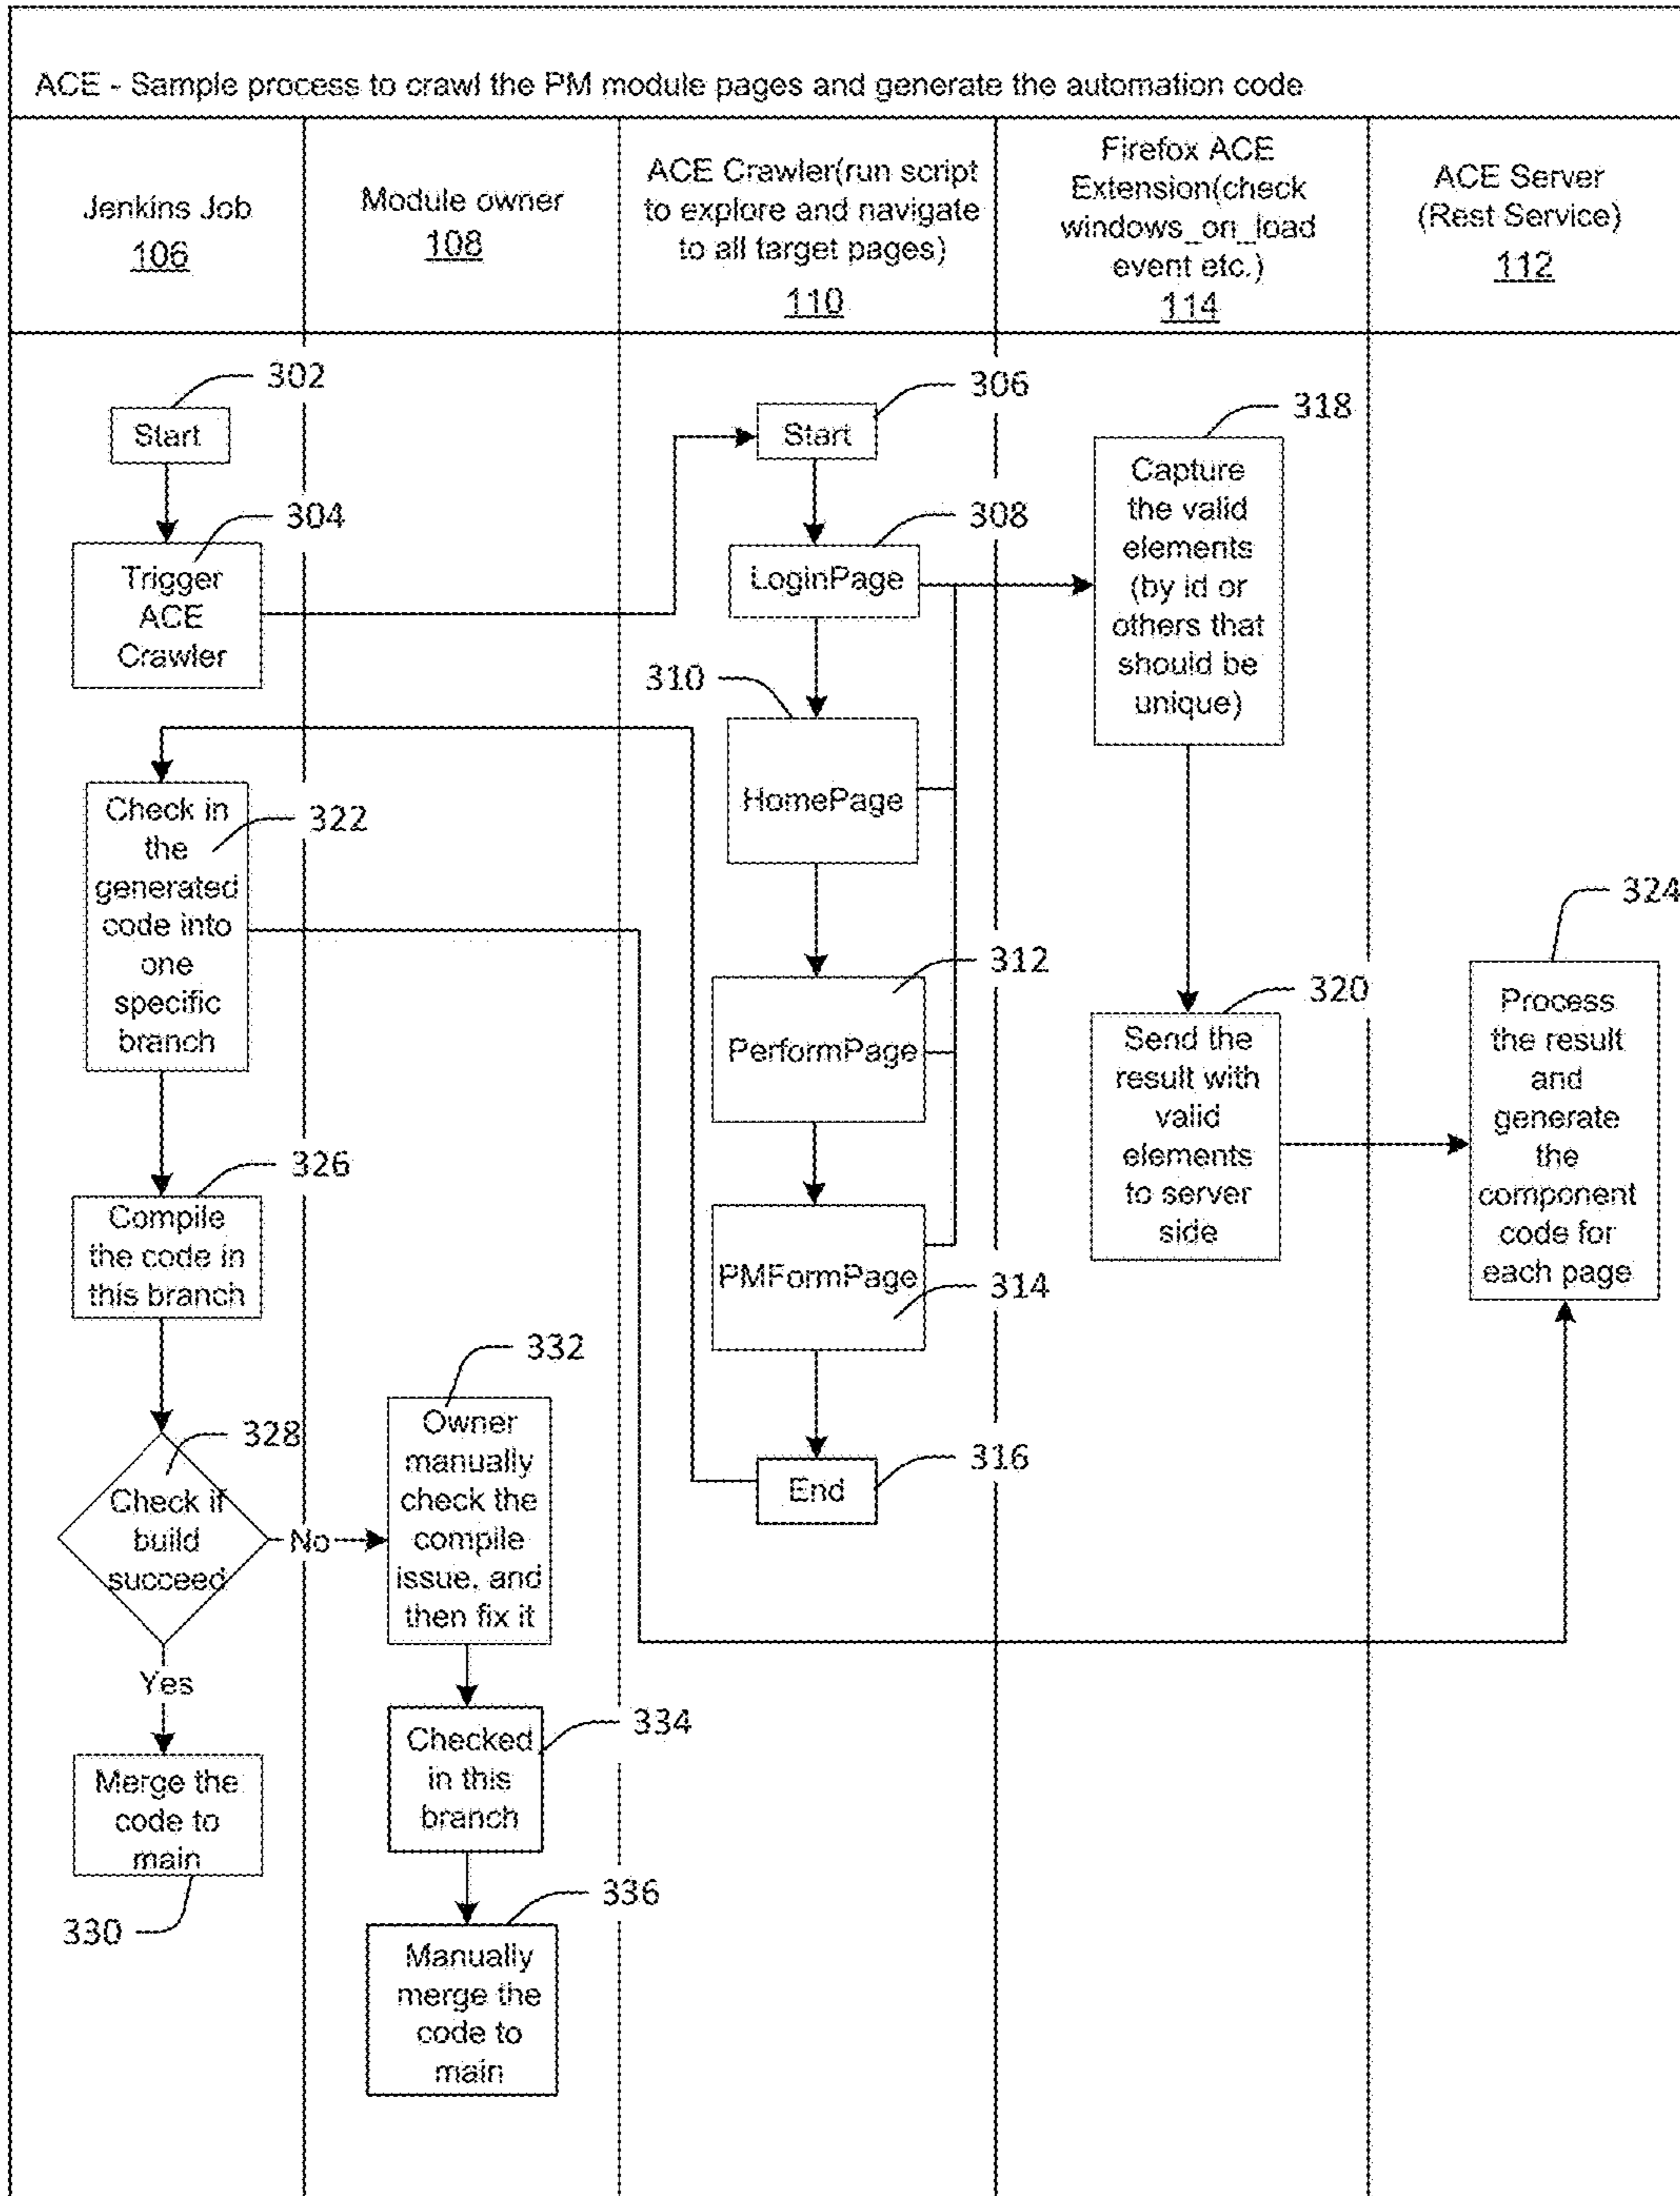 ACE - Sample process to crawl the PM module pages and generate the automation code
Jenkins Job
106
Module owner
108
ACE Crawler(run script
to explore and navigate
to all target pages)
110
Firefox ACE
Extension(check
windows_on_load
event etc.)
114
ACE Server
(Rest Service)
112
302
Start
304
Trigger
ACE
Crawler
322
Check in
the
generated
code into
one
specific
branch
326
Compile
the code in
this branch
328
Check if
build
succeed
No
Yes
Merge the
code to
main
330
332
Owner
manually
check the
compile
issue, and
then fix it
334
Checked
in this
branch
336
Manually
merge the
code to
main
306
Start
308
LoginPage
310
HomePage
312
PerformPage
PMFormPage
314
316
End
318
Capture
the valid
elements
(by id or
others that
should be
unique)
320
Send the
result with
valid
elements
to server
side
324
Process
the result
and
generate
the
component
code for
each page